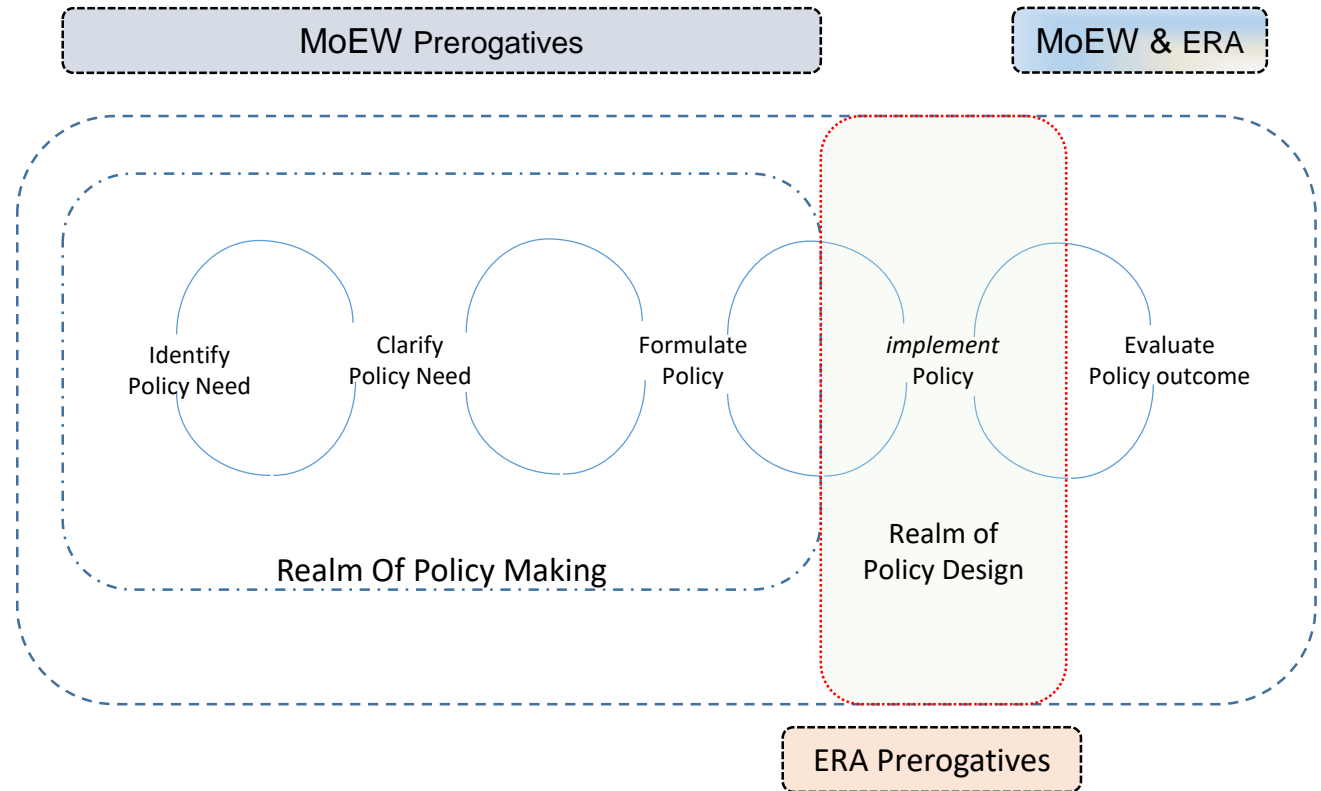 MoEW Prerogatives
MoEW & ERA
Identify
Policy Need
Clarify
Policy Need
Formulate
Policy
implement
Policy
Evaluate
Policy outcome
Realm Of Policy Making
Realm of
Policy Design
ERA Prerogatives